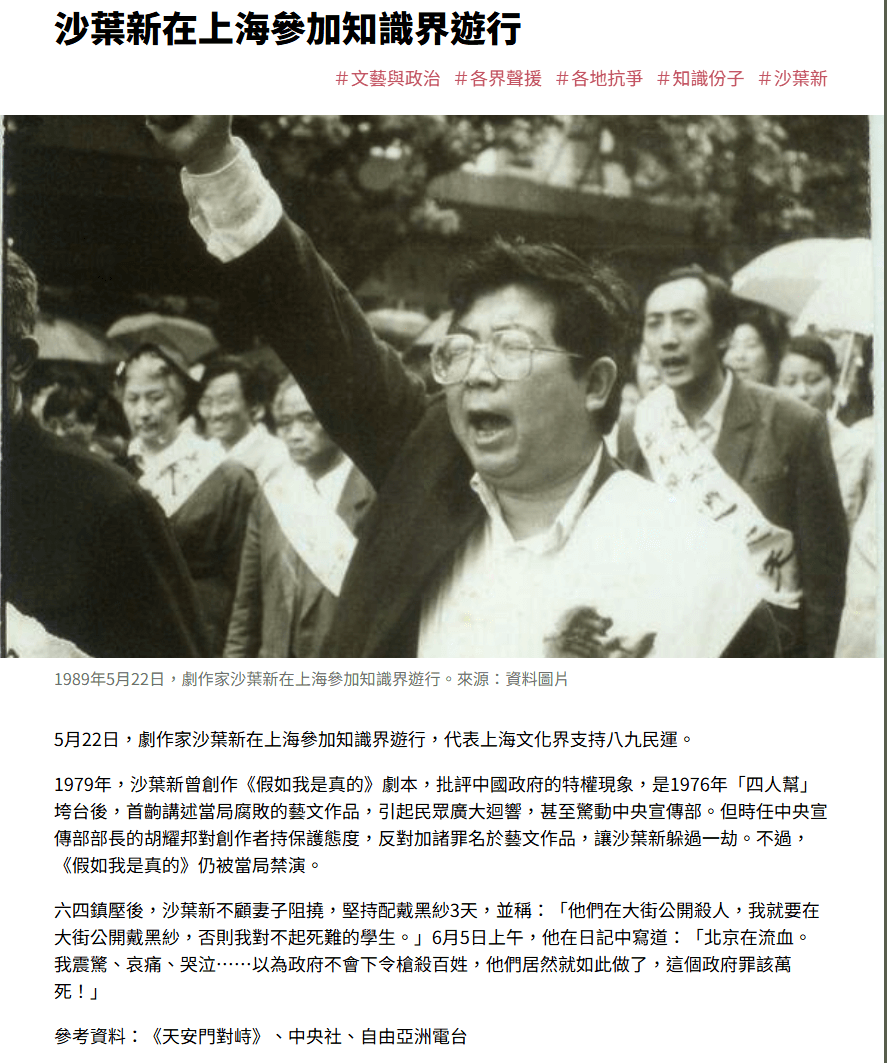 沙葉新在上海參加知識界遊行
＃文藝與政治 ＃各界聲援 ＃各地抗爭 ＃知識份子 ＃沙葉新
1989年5月22日，劇作家沙葉新在上海參加知識界遊行。來源：資料圖片
5月22日，劇作家沙葉新在上海參加知識界遊行，代表上海文化界支持八九民運。
1979年，沙葉新曾創作《假如我是真的》劇本，批評中國政府的特權現象，是1976年「四人幫」
垮台後，首齣講述當局腐敗的藝文作品，引起民眾廣大迴響，甚至驚動中央宣傳部。但時任中央宣
傳部部長的胡耀邦對創作者持保護態度，反對加諸罪名於藝文作品，讓沙葉新躲過一劫。不過，
《假如我是真的》仍被當局禁演。
六四鎮壓後，沙葉新不顧妻子阻撓，堅持配戴黑紗3天，並稱：「他們在大街公開殺人，我就要在
大街公開戴黑紗，否則我對不起死難的學生。」6月5日上午，他在日記中寫道：「北京在流血。
我震驚、哀痛、哭泣⋯⋯以為政府不會下令槍殺百姓，他們居然就如此做了，這個政府罪該萬
死！」
參考資料：《天安門對峙》、中央社、自由亞洲電台